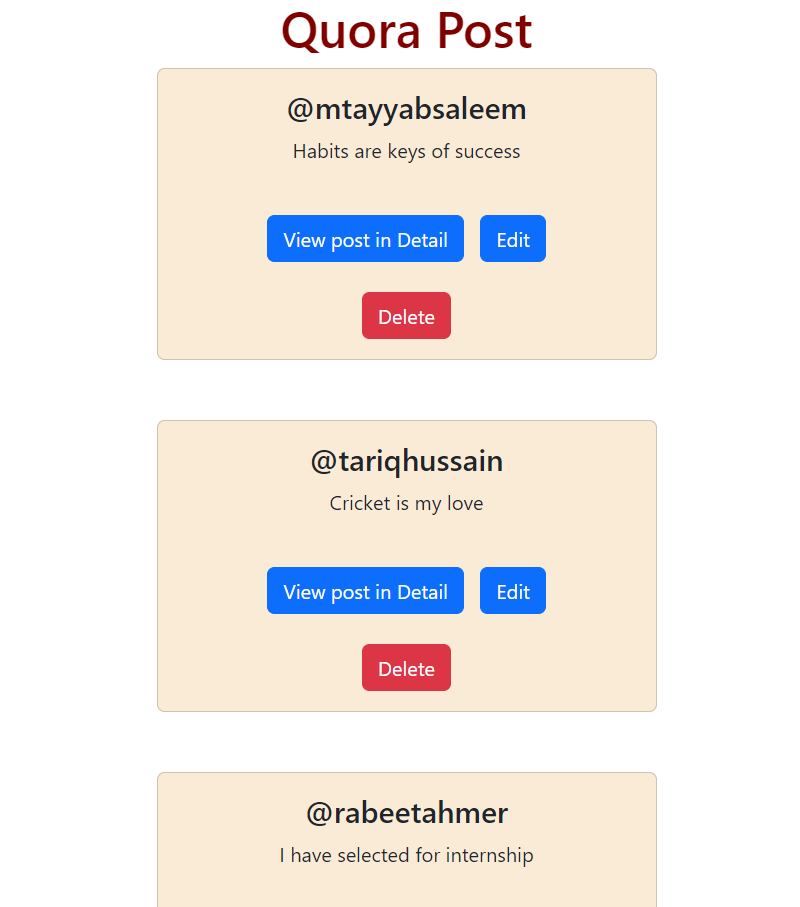 Quora Post
@mtayyabsaleem
Habits are keys of success
View post in Detail Edit
Delete
@tariqhussain
Cricket is my love
View post in Detail Edit
Delete
@rabeetahmer
I have selected for internship